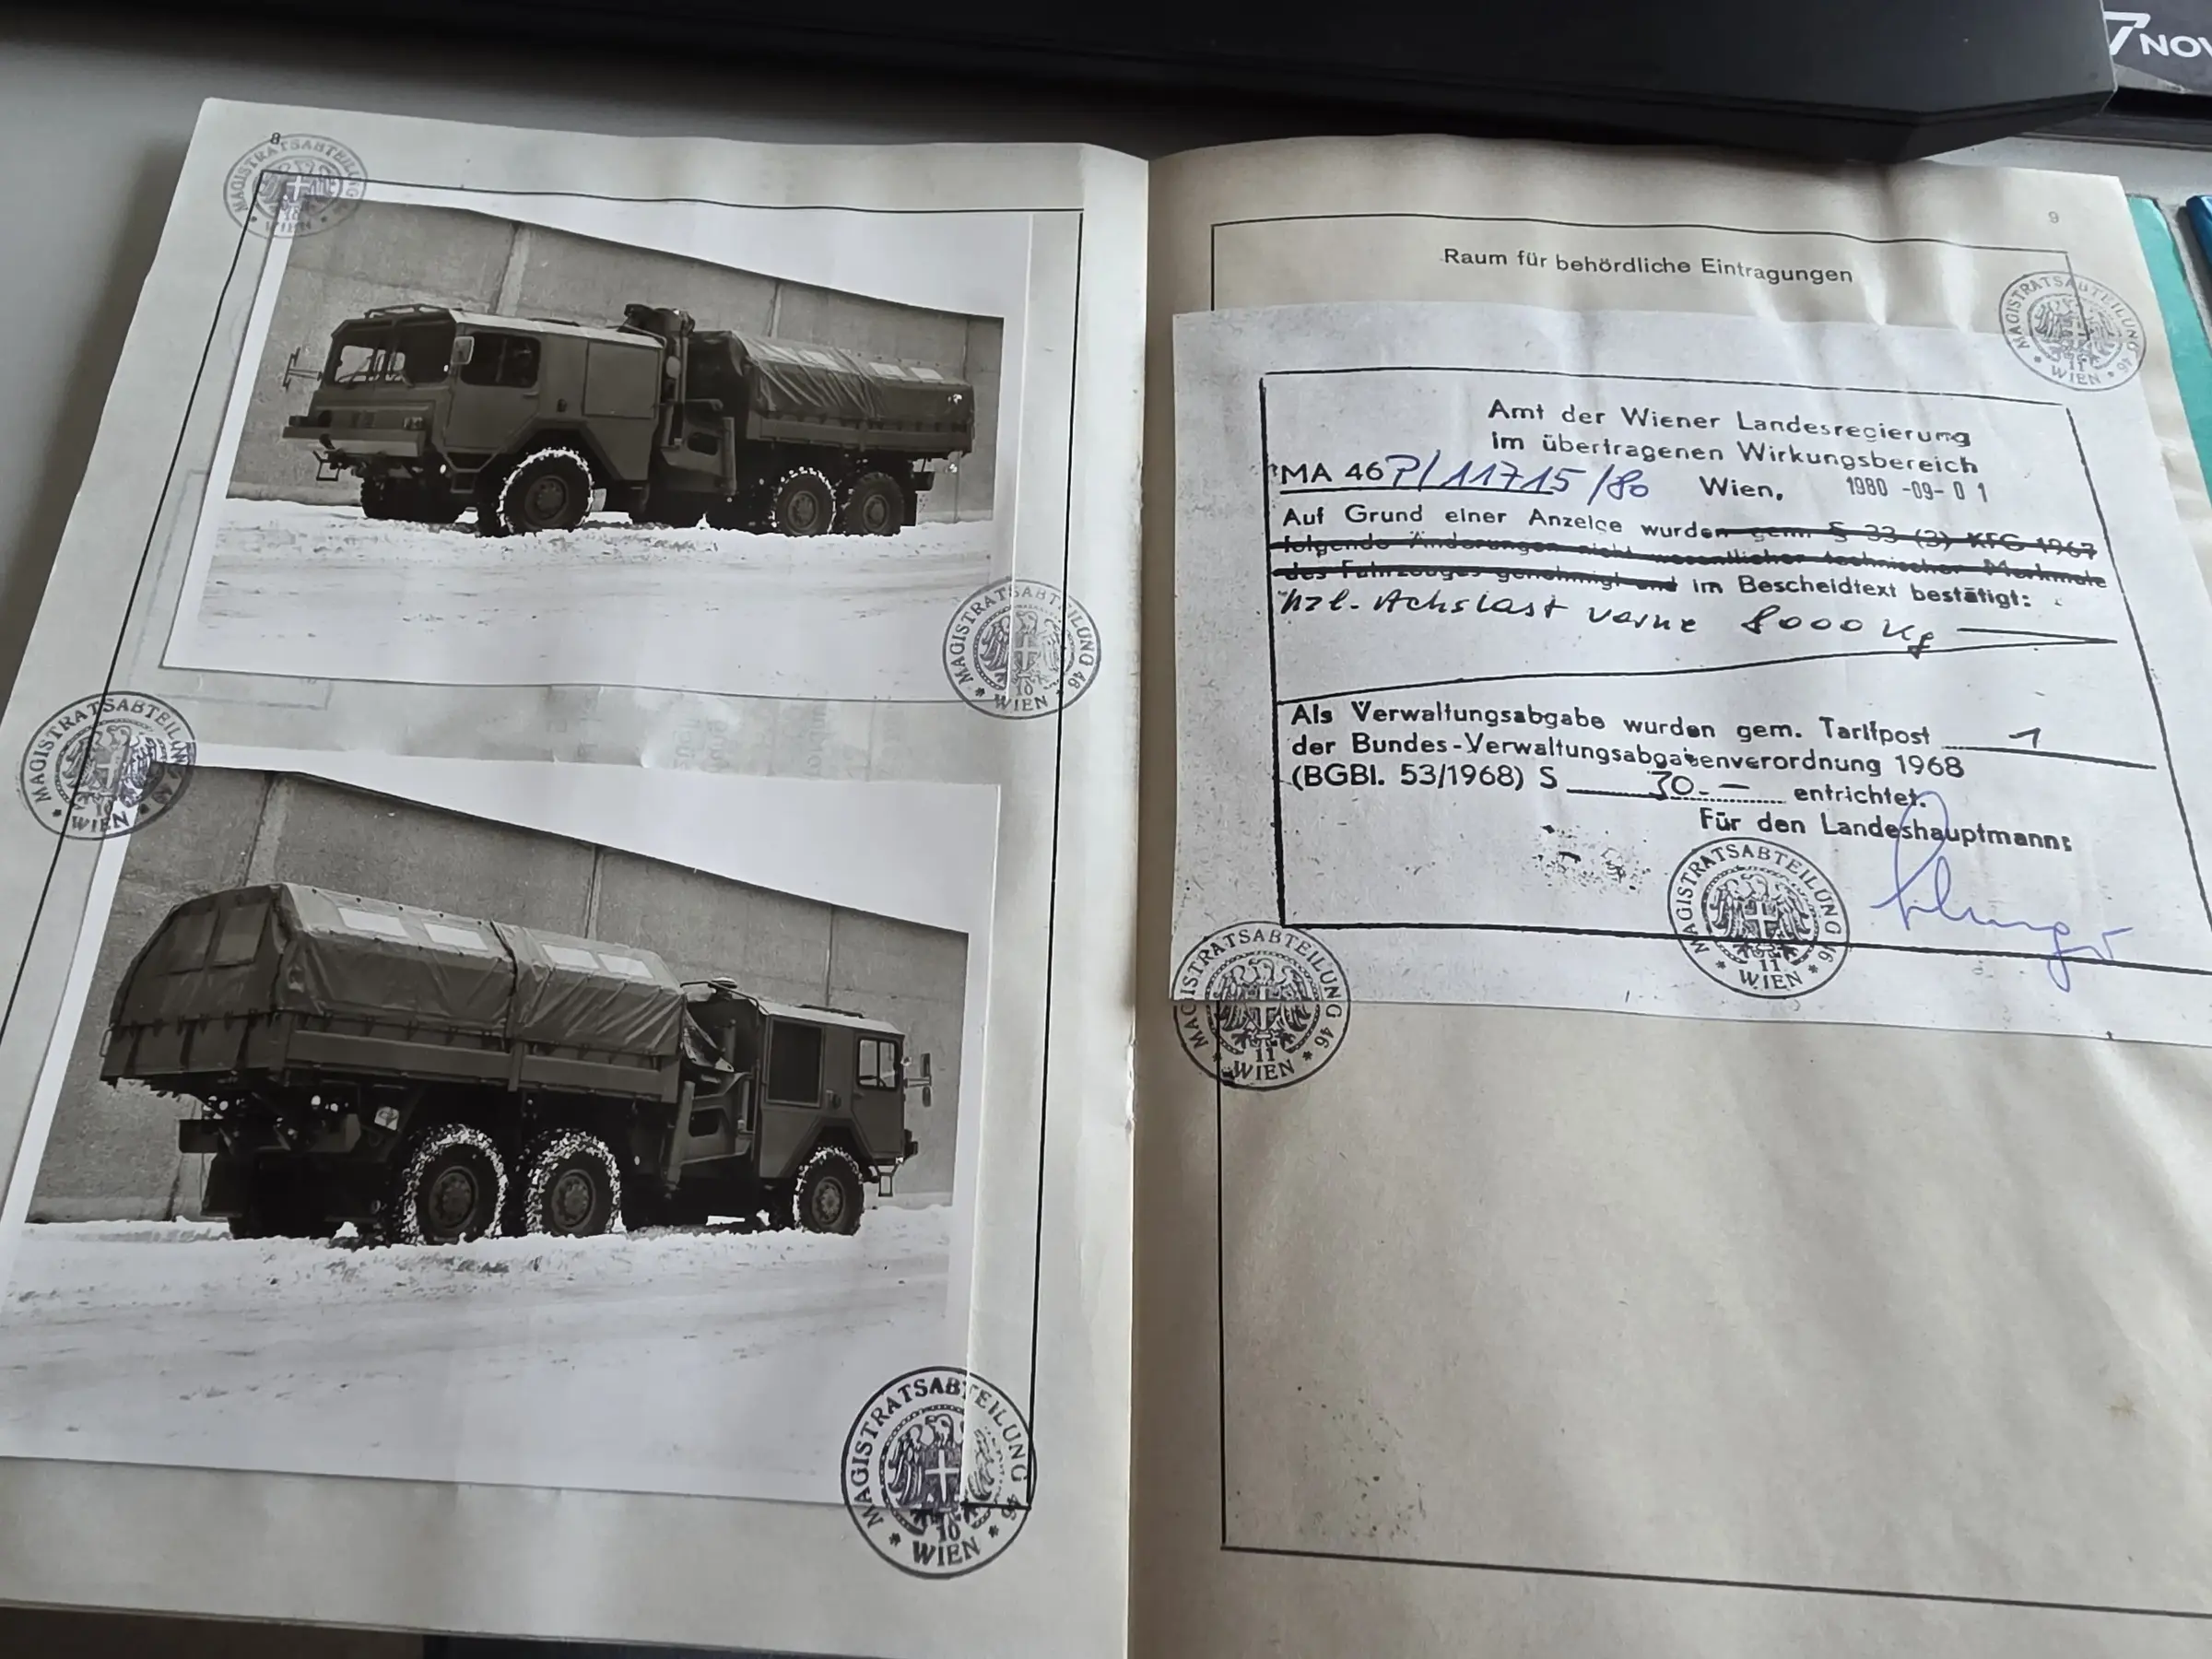 8
MAGISTRATSABTEILUNG
WIEN
MAGISTRATSABTEILUNG 46
10
WIEN
MAGISTRATSABTEILUNG 46
10
WIEN
MAGISTRATSABTEILUNG 46
10
WIEN
9
Raum für behördliche Eintragungen
MAGISTRATSABTEILUNG 46
11
WIEN
Amt der Wiener Landesregierung
im übertragenen Wirkungsbereich
MA 46 P/11715/80 Wien, 1980 -09- 01
Auf Grund einer Anzeige wurden gem. § 33 (3) KFG 1967
folgende Änderungen nicht wesentlicher technischer Merkmale
des Fahrzeuges genehmigt und im Bescheidtext bestätigt:
hzl. Achslast vorne 8000 kg
Als Verwaltungsabgabe wurden gem. Tarifpost 1
der Bundes-Verwaltungsabgabenverordnung 1968
(BGBl. 53/1968) S 30.- entrichtet.
Für den Landeshauptmann:
MAGISTRATSABTEILUNG 46
11
WIEN
MAGISTRATSABTEILUNG 46
11
WIEN
7NOV